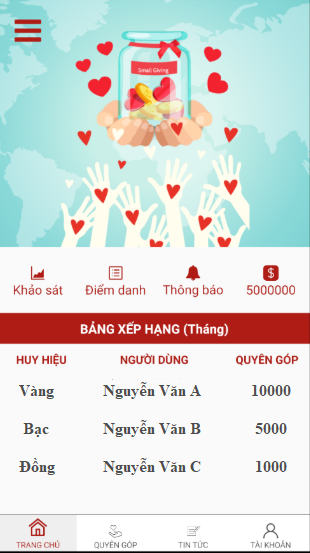 Small Giving
Khảo sát
Điểm danh
Thông báo
5000000
BẢNG XẾP HẠNG (Tháng)
HUY HIỆU NGƯỜI DÙNG QUYÊN GÓP
Vàng Nguyễn Văn A 10000
Bạc Nguyễn Văn B 5000
Đồng Nguyễn Văn C 1000
TRANG CHỦ QUYÊN GÓP TIN TỨC TÀI KHOẢN